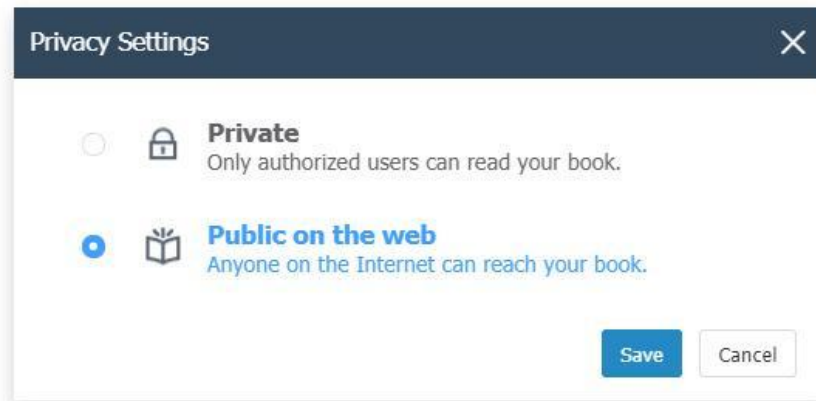 Privacy Settings
Private
Only authorized users can read your book.
Public on the web
Anyone on the Internet can reach your book.
Save Cancel